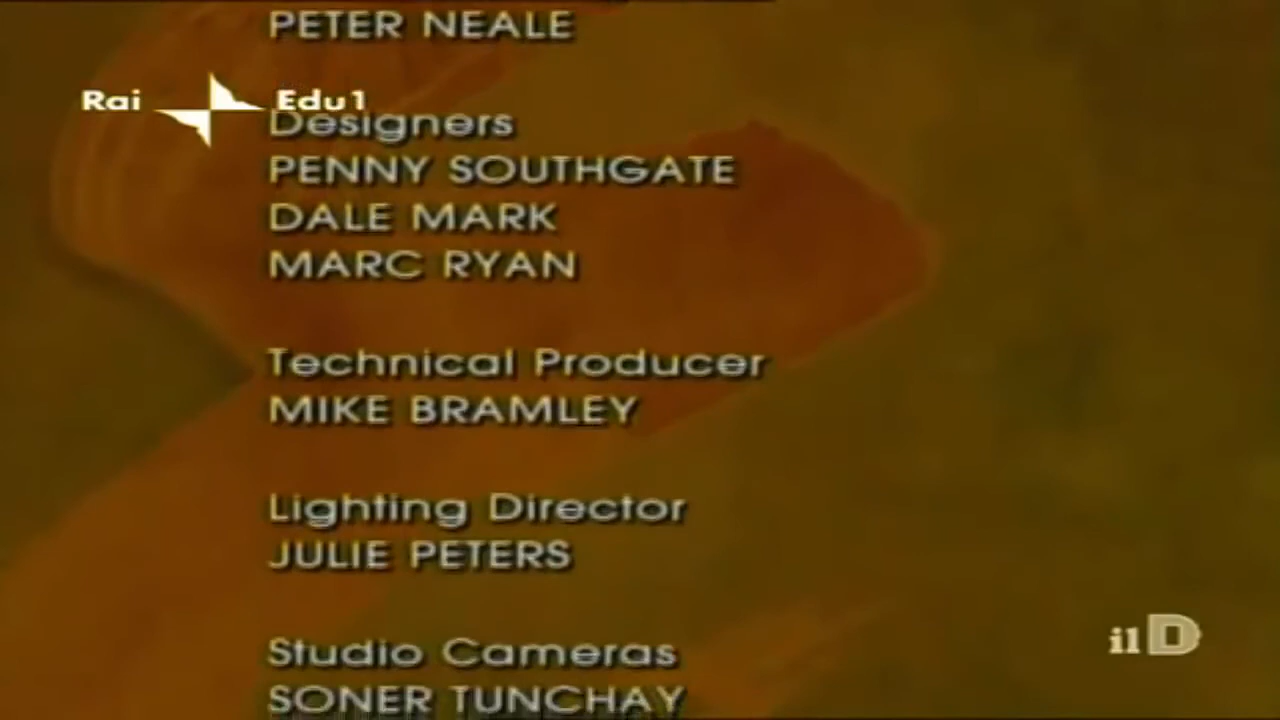 PETER NEALE
Rai Edu1
Designers
PENNY SOUTHGATE
DALE MARK
MARC RYAN
Technical Producer
MIKE BRAMLEY
Lighting Director
JULIE PETERS
Studio Cameras
SONER TUNCHAY
il D